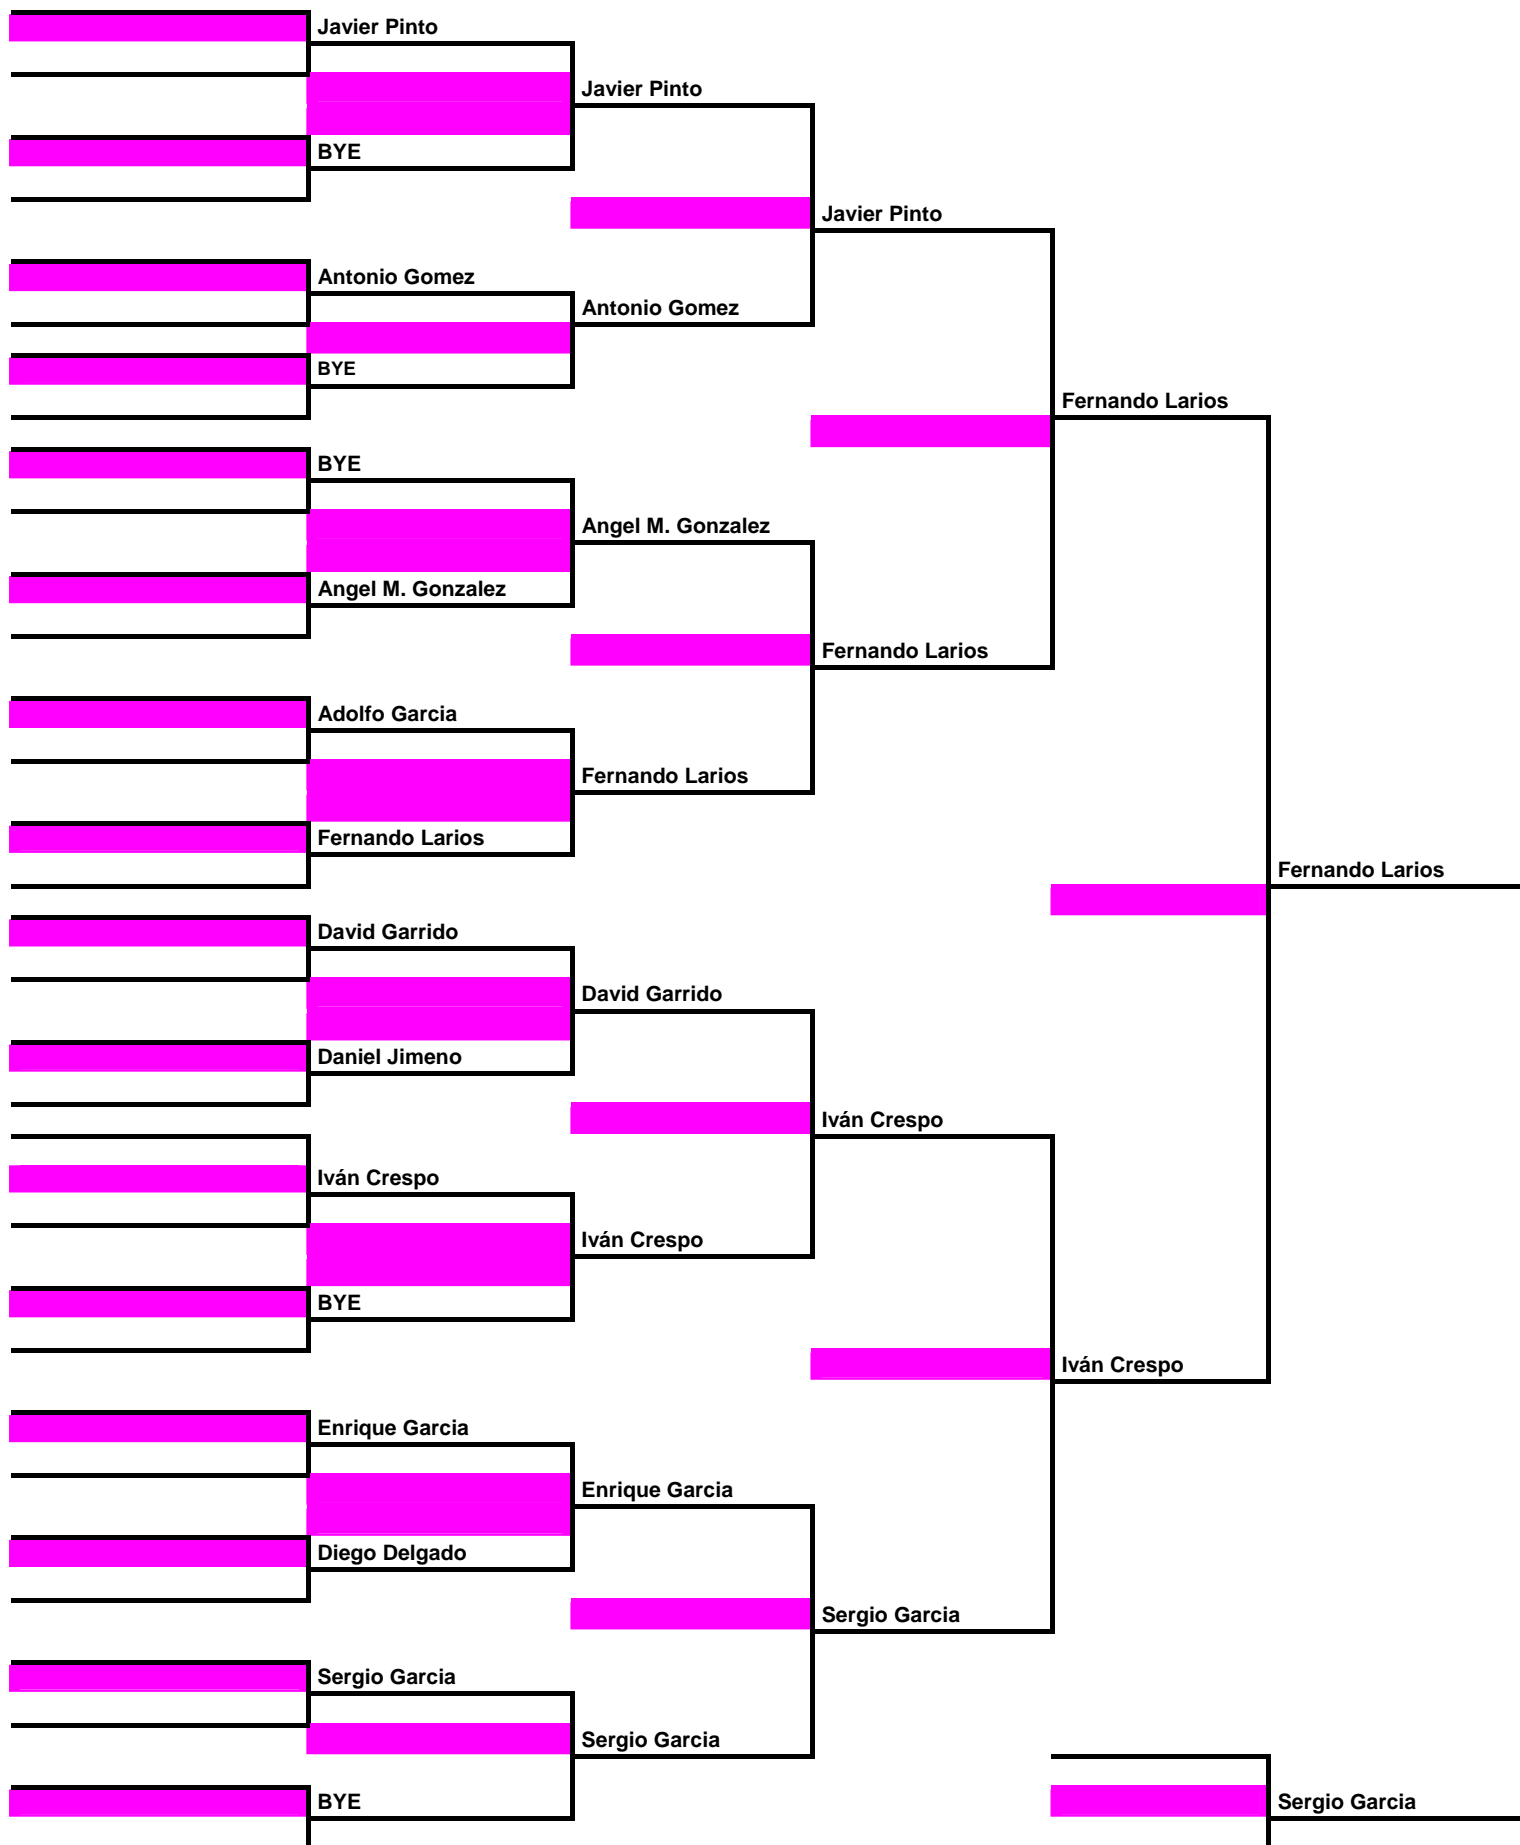 Javier Pinto
Javier Pinto
BYE
Javier Pinto
Antonio Gomez
Antonio Gomez
BYE
Fernando Larios
BYE
Angel M. Gonzalez
Angel M. Gonzalez
Fernando Larios
Adolfo Garcia
Fernando Larios
Fernando Larios
Fernando Larios
David Garrido
David Garrido
Daniel Jimeno
Iván Crespo
Iván Crespo
Iván Crespo
BYE
Iván Crespo
Enrique Garcia
Enrique Garcia
Diego Delgado
Sergio Garcia
Sergio Garcia
Sergio Garcia
BYE
Sergio Garcia